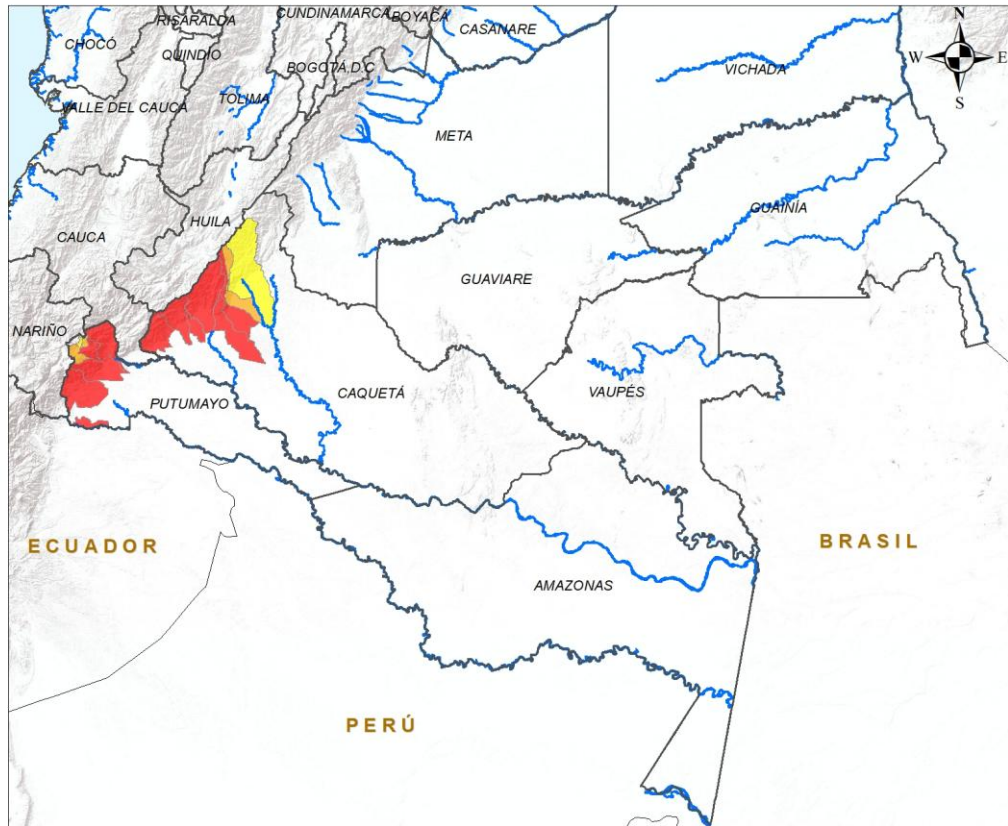 CUNDINAMARCA
BOYACÁ
RISARALDA
CASANARE
N
CHOCÓ
QUINDÍO
BOGOTÁ D.C
W
E
VICHADA
VALLE DEL CAUCA
TOLIMA
S
META
GUAINÍA
HUILA
CAUCA
GUAVIARE
NARIÑO
CAQUETÁ
VAUPÉS
PUTUMAYO
ECUADOR
BRASIL
AMAZONAS
PERÚ